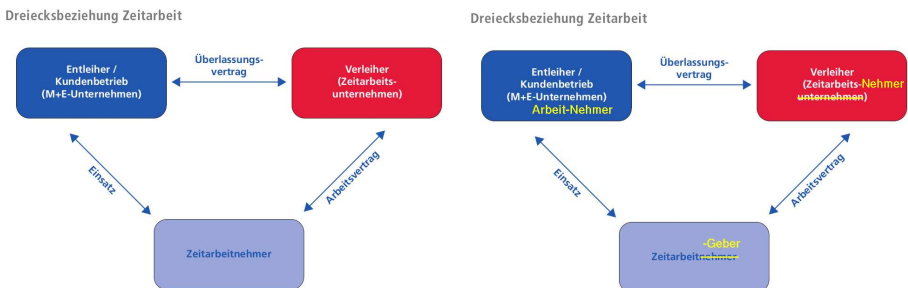 Dreiecksbeziehung Zeitarbeit
Entleiher /
Kundenbetrieb
(M+E-Unternehmen)
Überlassungs-
vertrag
Verleiher
(Zeitarbeits-
unternehmen)
Einsatz
Arbeitsvertrag
Zeitarbeitnehmer
Dreiecksbeziehung Zeitarbeit
Entleiher /
Kundenbetrieb
(M+E-Unternehmen)
Arbeit-Nehmer
Überlassungs-
vertrag
Verleiher
(Zeitarbeits-Nehmer
unternehmen)
Einsatz
Arbeitsvertrag
-Geber
Zeitarbeitnehmer